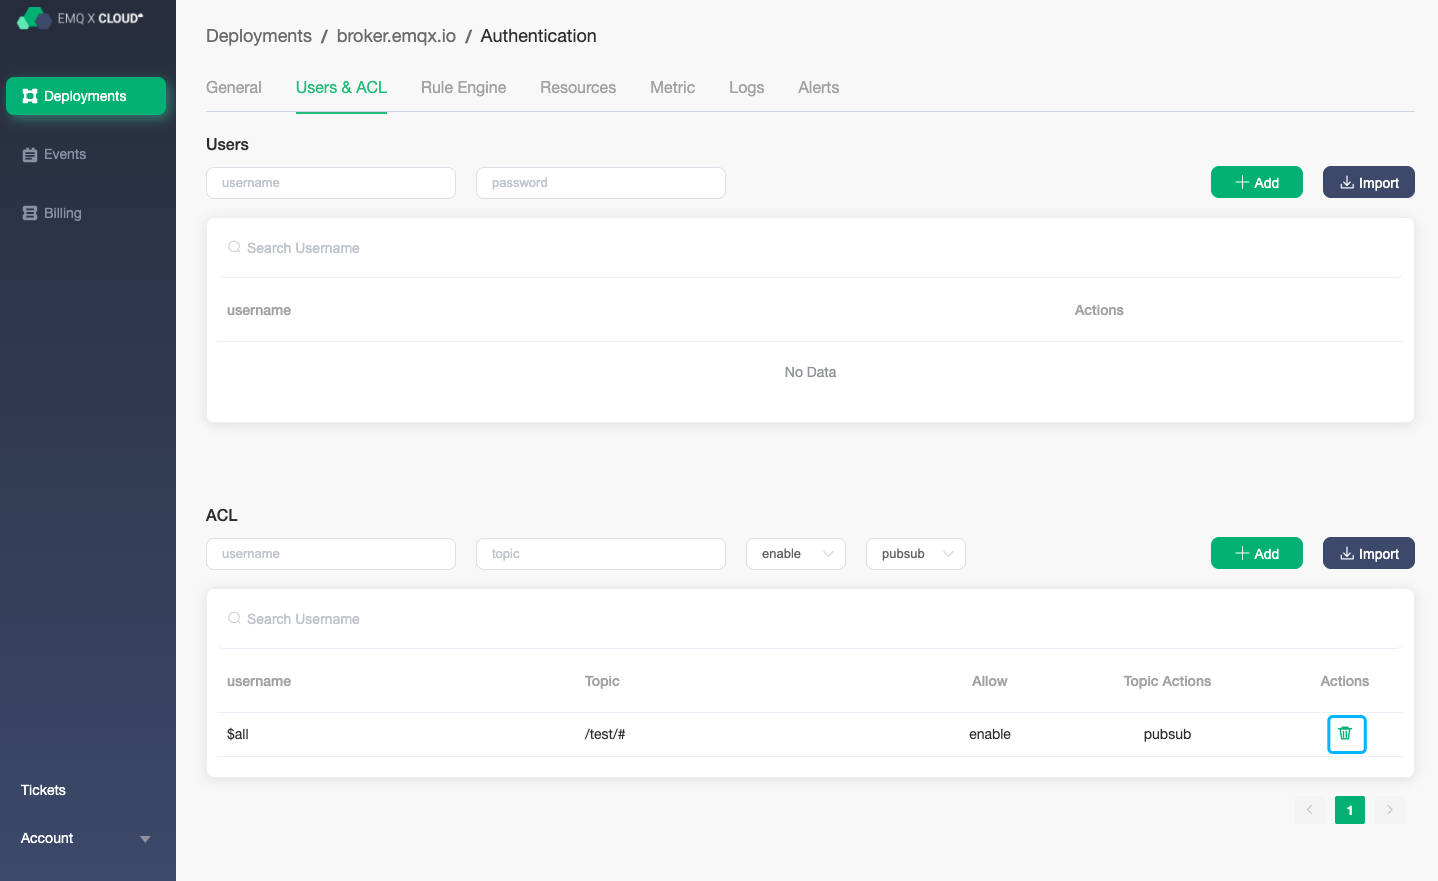 EMQ X CLOUD
Deployments
Events
Billing
Tickets
Account
Deployments / broker.emqx.io / Authentication
General Users & ACL Rule Engine Resources Metric Logs Alerts
Users
username password Add Import
Search Username
username Actions
No Data
ACL
username topic enable pubsub Add Import
Search Username
username Topic Allow Topic Actions Actions
$all /test/# enable pubsub
1